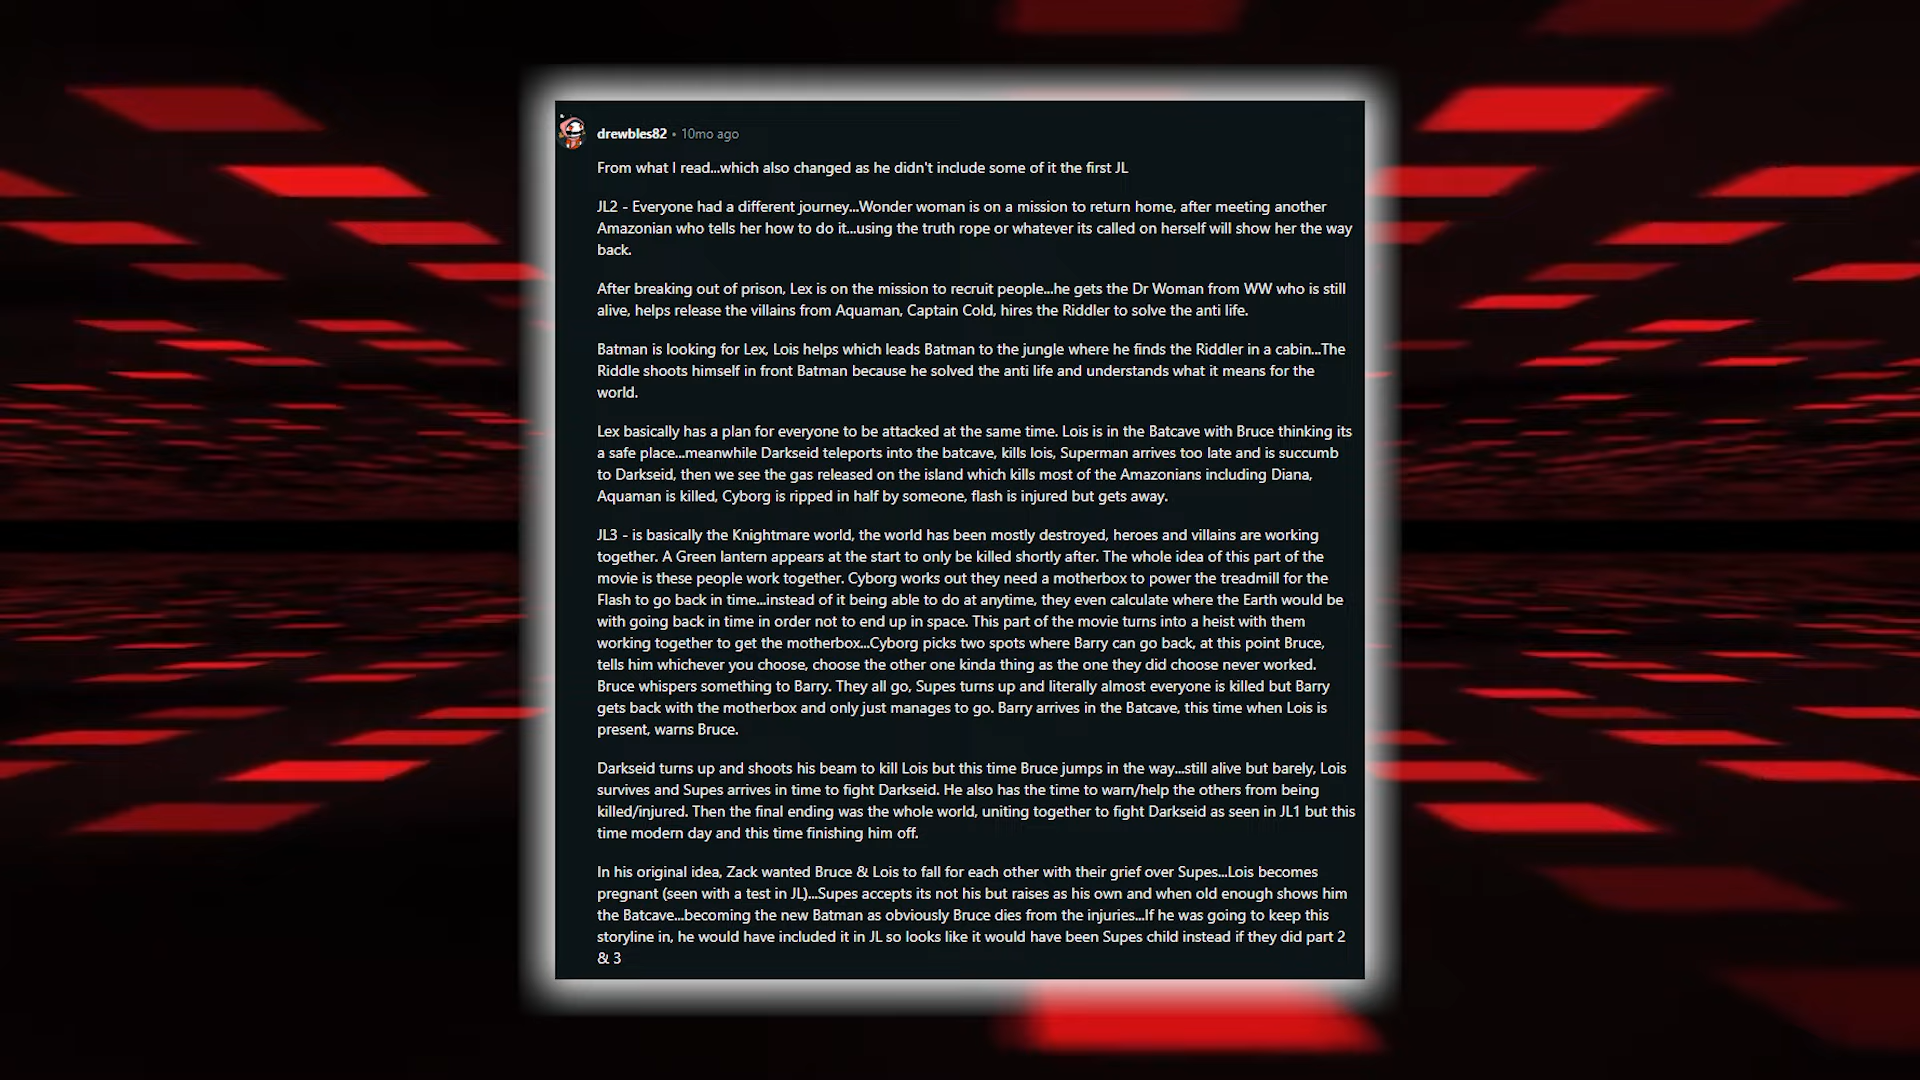 drewbles82 • 10mo ago
From what I read...which also changed as he didn't include some of it the first JL
JL2 - Everyone had a different journey...Wonder woman is on a mission to return home, after meeting another
Amazonian who tells her how to do it...using the truth rope or whatever its called on herself will show her the way
back.
After breaking out of prison, Lex is on the mission to recruit people...he gets the Dr Woman from WW who is still
alive, helps release the villains from Aquaman, Captain Cold, hires the Riddler to solve the anti life.
Batman is looking for Lex, Lois helps which leads Batman to the jungle where he finds the Riddler in a cabin...The
Riddle shoots himself in front Batman because he solved the anti life and understands what it means for the
world.
Lex basically has a plan for everyone to be attacked at the same time. Lois is in the Batcave with Bruce thinking its
a safe place...meanwhile Darkseid teleports into the batcave, kills lois, Superman arrives too late and is succumb
to Darkseid, then we see the gas released on the island which kills most of the Amazonians including Diana,
Aquaman is killed, Cyborg is ripped in half by someone, flash is injured but gets away.
JL3 - is basically the Knightmare world, the world has been mostly destroyed, heroes and villains are working
together. A Green lantern appears at the start to only be killed shortly after. The whole idea of this part of the
movie is these people work together. Cyborg works out they need a motherbox to power the treadmill for the
Flash to go back in time...instead of it being able to do at anytime, they even calculate where the Earth would be
with going back in time in order not to end up in space. This part of the movie turns into a heist with them
working together to get the motherbox...Cyborg picks two spots where Barry can go back, at this point Bruce,
tells him whichever you choose, choose the other one kinda thing as the one they did choose never worked.
Bruce whispers something to Barry. They all go, Supes turns up and literally almost everyone is killed but Barry
gets back with the motherbox and only just manages to go. Barry arrives in the Batcave, this time when Lois is
present, warns Bruce.
Darkseid turns up and shoots his beam to kill Lois but this time Bruce jumps in the way...still alive but barely, Lois
survives and Supes arrives in time to fight Darkseid. He also has the time to warn/help the others from being
killed/injured. Then the final ending was the whole world, uniting together to fight Darkseid as seen in JL1 but this
time modern day and this time finishing him off.
In his original idea, Zack wanted Bruce & Lois to fall for each other with their grief over Supes...Lois becomes
pregnant (seen with a test in JL)...Supes accepts its not his but raises as his own and when old enough shows him
the Batcave...becoming the new Batman as obviously Bruce dies from the injuries...If he was going to keep this
storyline in, he would have included it in JL so looks like it would have been Supes child instead if they did part 2
& 3